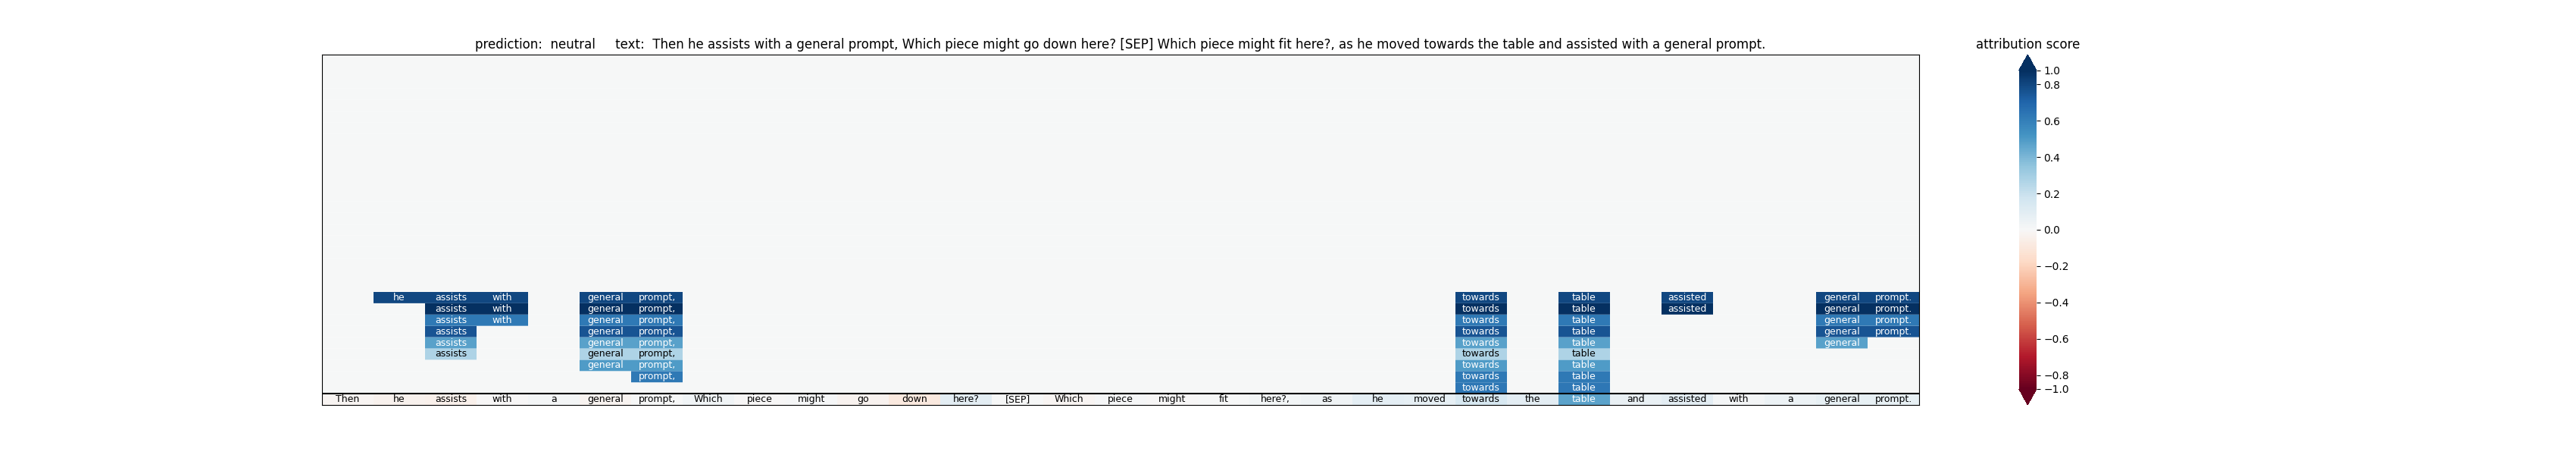 prediction:  neutral     text:  Then he assists with a general prompt, Which piece might go down here? [SEP] Which piece might fit here?, as he moved towards the table and assisted with a general prompt.
attribution score
1.0
0.8
0.6
0.4
0.2
0.0
−0.2
−0.4
−0.6
−0.8
−1.0
he assists with general prompt, towards table assisted general prompt.
assists with general prompt, towards table assisted general prompt.
assists with general prompt, towards table general prompt.
assists general prompt, towards table general prompt.
assists general prompt, towards table general
assists general prompt, towards table
general prompt, towards table
prompt, towards table
towards table
Then he assists with a general prompt, Which piece might go down here? [SEP] Which piece might fit here?, as he moved towards the table and assisted with a general prompt.